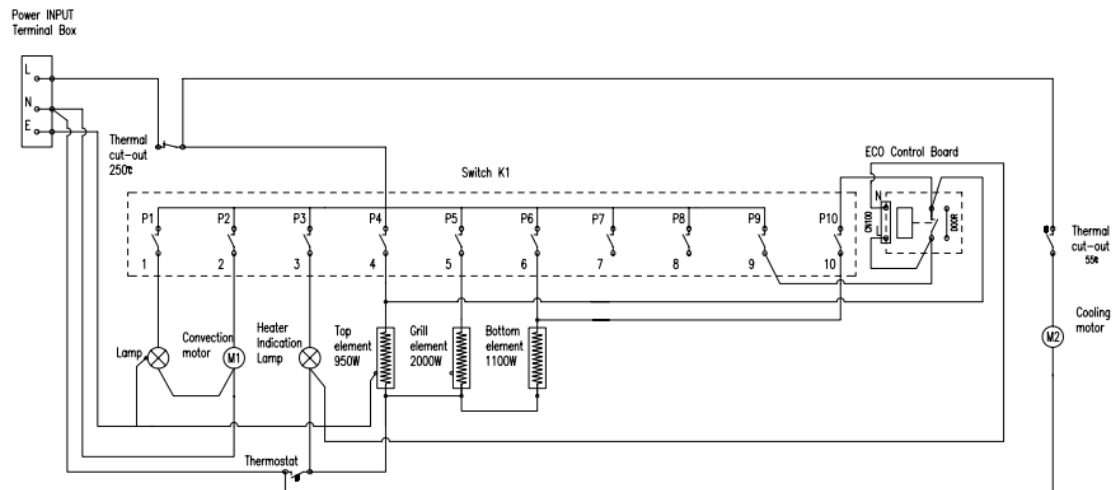 Power INPUT
Terminal Box
L
N
E
Thermal
cut-out
250℃
Switch K1
ECO Control Board
P1
P2
P3
P4
P5
P6
P7
P8
P9
P10
N
CN100
L
DOOR
1
2
3
4
5
6
7
8
9
10
Thermal
cut-out
55℃
Lamp
Convection
motor
M1
Heater
Indication
Lamp
Top
element
950W
Grill
element
2000W
Bottom
element
1100W
Cooling
motor
M2
Thermostat